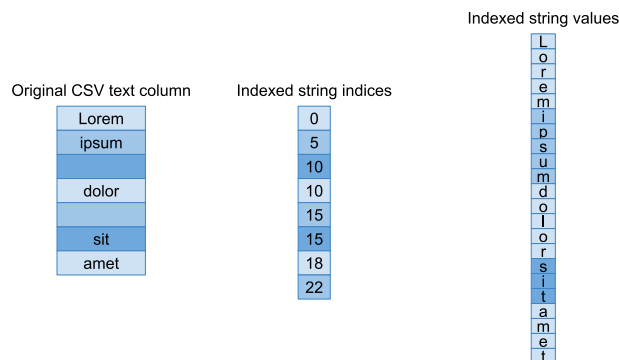 Indexed string values
Original CSV text column
Indexed string indices
Lorem
ipsum
dolor
sit
amet
0
5
10
10
15
15
18
22
L
o
r
e
m
i
p
s
u
m
d
o
l
o
r
s
i
t
a
m
e
t